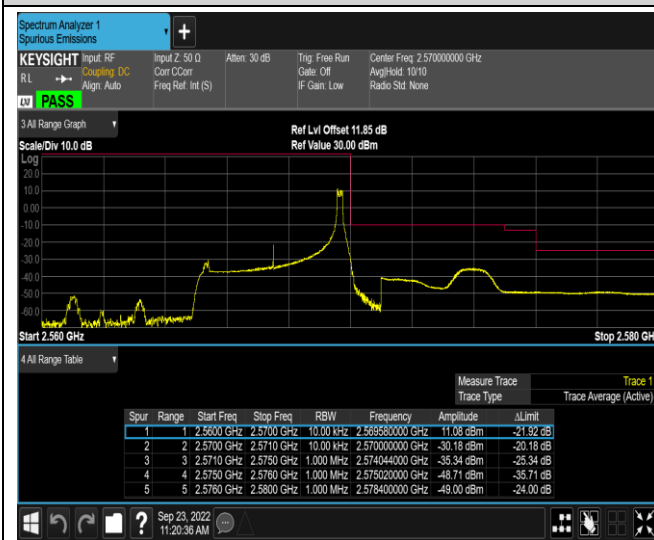 Spectrum Analyzer 1
Spurious Emissions
+
KEYSIGHT Input: RF Input Z: 50 Ω Atten: 30 dB Trig: Free Run Center Freq: 2.570000000 GHz
RL Coupling: DC Corr CCorr Gate: Off Avg|Hold: 10/10
Align: Auto Freq Ref: Int (S) IF Gain: Low Radio Std: None
LXI PASS
3 All Range Graph
Ref Lvl Offset 11.85 dB
Scale/Div 10.0 dB Ref Value 30.00 dBm
Log
20.0
10.0
0.00
-10.0
-20.0
-30.0
-40.0
-50.0
-60.0
Start 2.560 GHz Stop 2.580 GH
4 All Range Table
Measure Trace Trace 1
Trace Type Trace Average (Active)
Spur Range Start Freq Stop Freq RBW Frequency Amplitude ΔLimit
1 1 2.5600 GHz 2.5700 GHz 10.00 kHz 2.569580000 GHz 11.08 dBm -21.92 dB
2 2 2.5700 GHz 2.5710 GHz 10.00 kHz 2.570000000 GHz -30.18 dBm -20.18 dB
3 3 2.5710 GHz 2.5750 GHz 1.000 MHz 2.574044000 GHz -35.34 dBm -25.34 dB
4 4 2.5750 GHz 2.5760 GHz 1.000 MHz 2.575020000 GHz -48.71 dBm -35.71 dB
5 5 2.5760 GHz 2.5800 GHz 1.000 MHz 2.578400000 GHz -49.00 dBm -24.00 dB
? Sep 23, 2022
11:20:36 AM